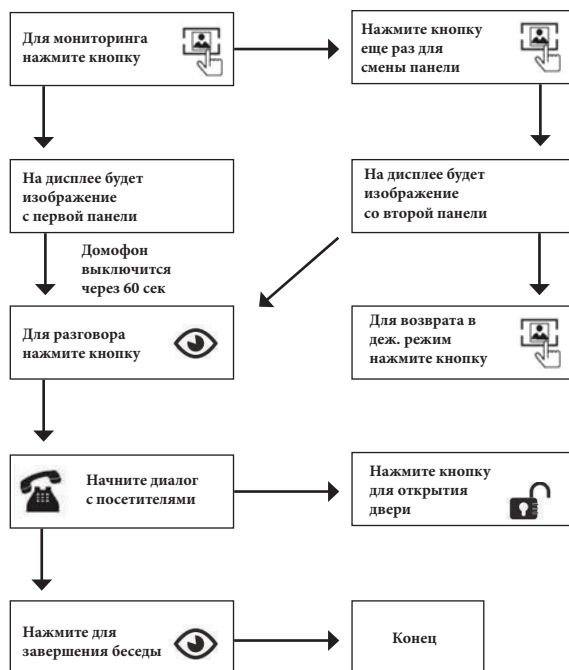 Для мониторинга
нажмите кнопку
Нажмите кнопку
еще раз для
смены панели
На дисплее будет
изображение
с первой панели
На дисплее будет
изображение
со второй панели
Домофон
выключится
через 60 сек
Для разговора
нажмите кнопку
Для возврата в
деж. режим
нажмите кнопку
Начните диалог
с посетителями
Нажмите кнопку
для открытия
двери
Нажмите для
завершения беседы
Конец